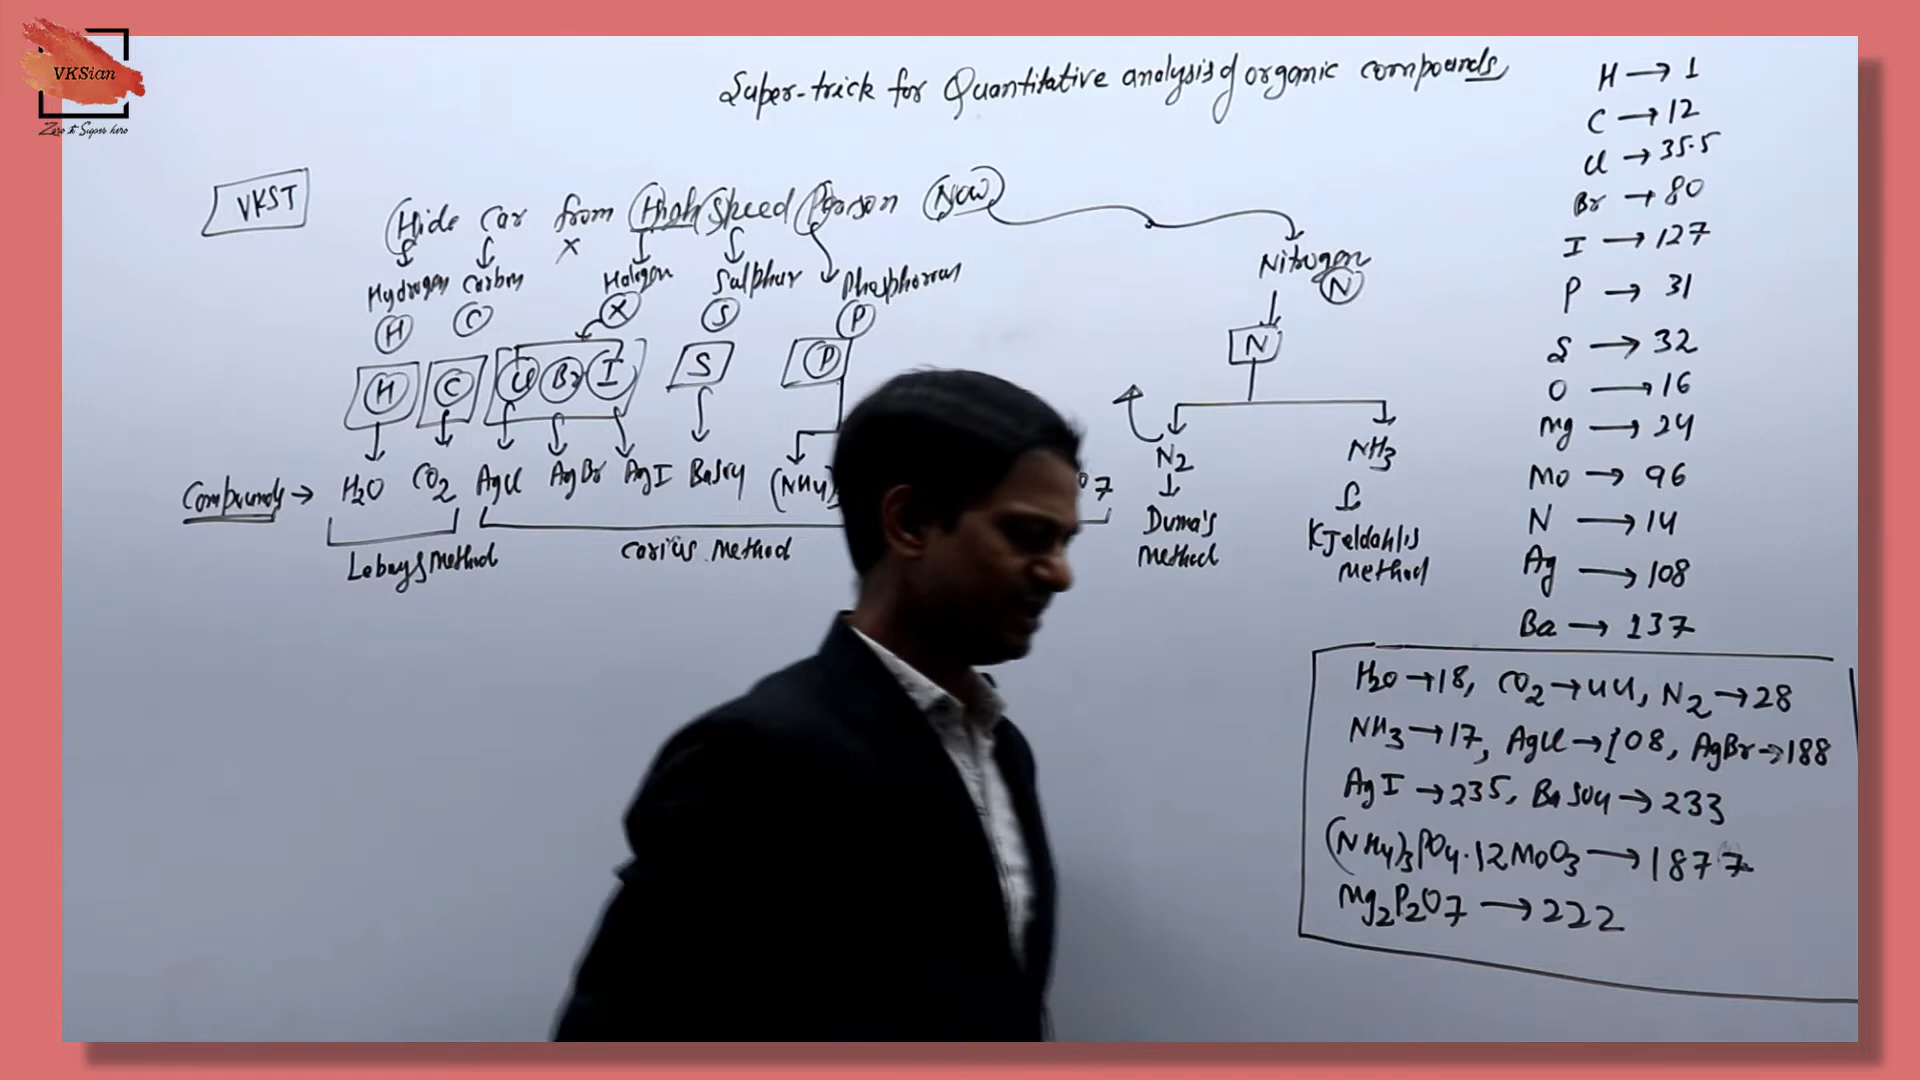 VKSian
Zero to Super hero
Super-trick for Quantitative analysis of organic compounds
VKST
Hide Car from High Speed Person Now
x
Hydrogen Carbon Halogen Sulphur Phosphorous Nitrogen
H C X S P N
H C Cl Br I S P N
Compounds → H2O CO2 AgCl AgBr AgI BaSO4 (NH4)3 O7 N2 NH3
Method Carius Method Duma's Method KJeldahl's Method
H → 1
C → 12
Cl → 35.5
Br → 80
I → 127
P → 31
S → 32
O → 16
Mg → 24
Mo → 96
N → 14
Ag → 108
Ba → 137
H2O → 18, CO2 → 44, N2 → 28
NH3 → 17, AgCl → 108, AgBr → 188
AgI → 235, BaSO4 → 233
(NH4)3PO4.12MoO3 → 1877
Mg2P2O7 → 222